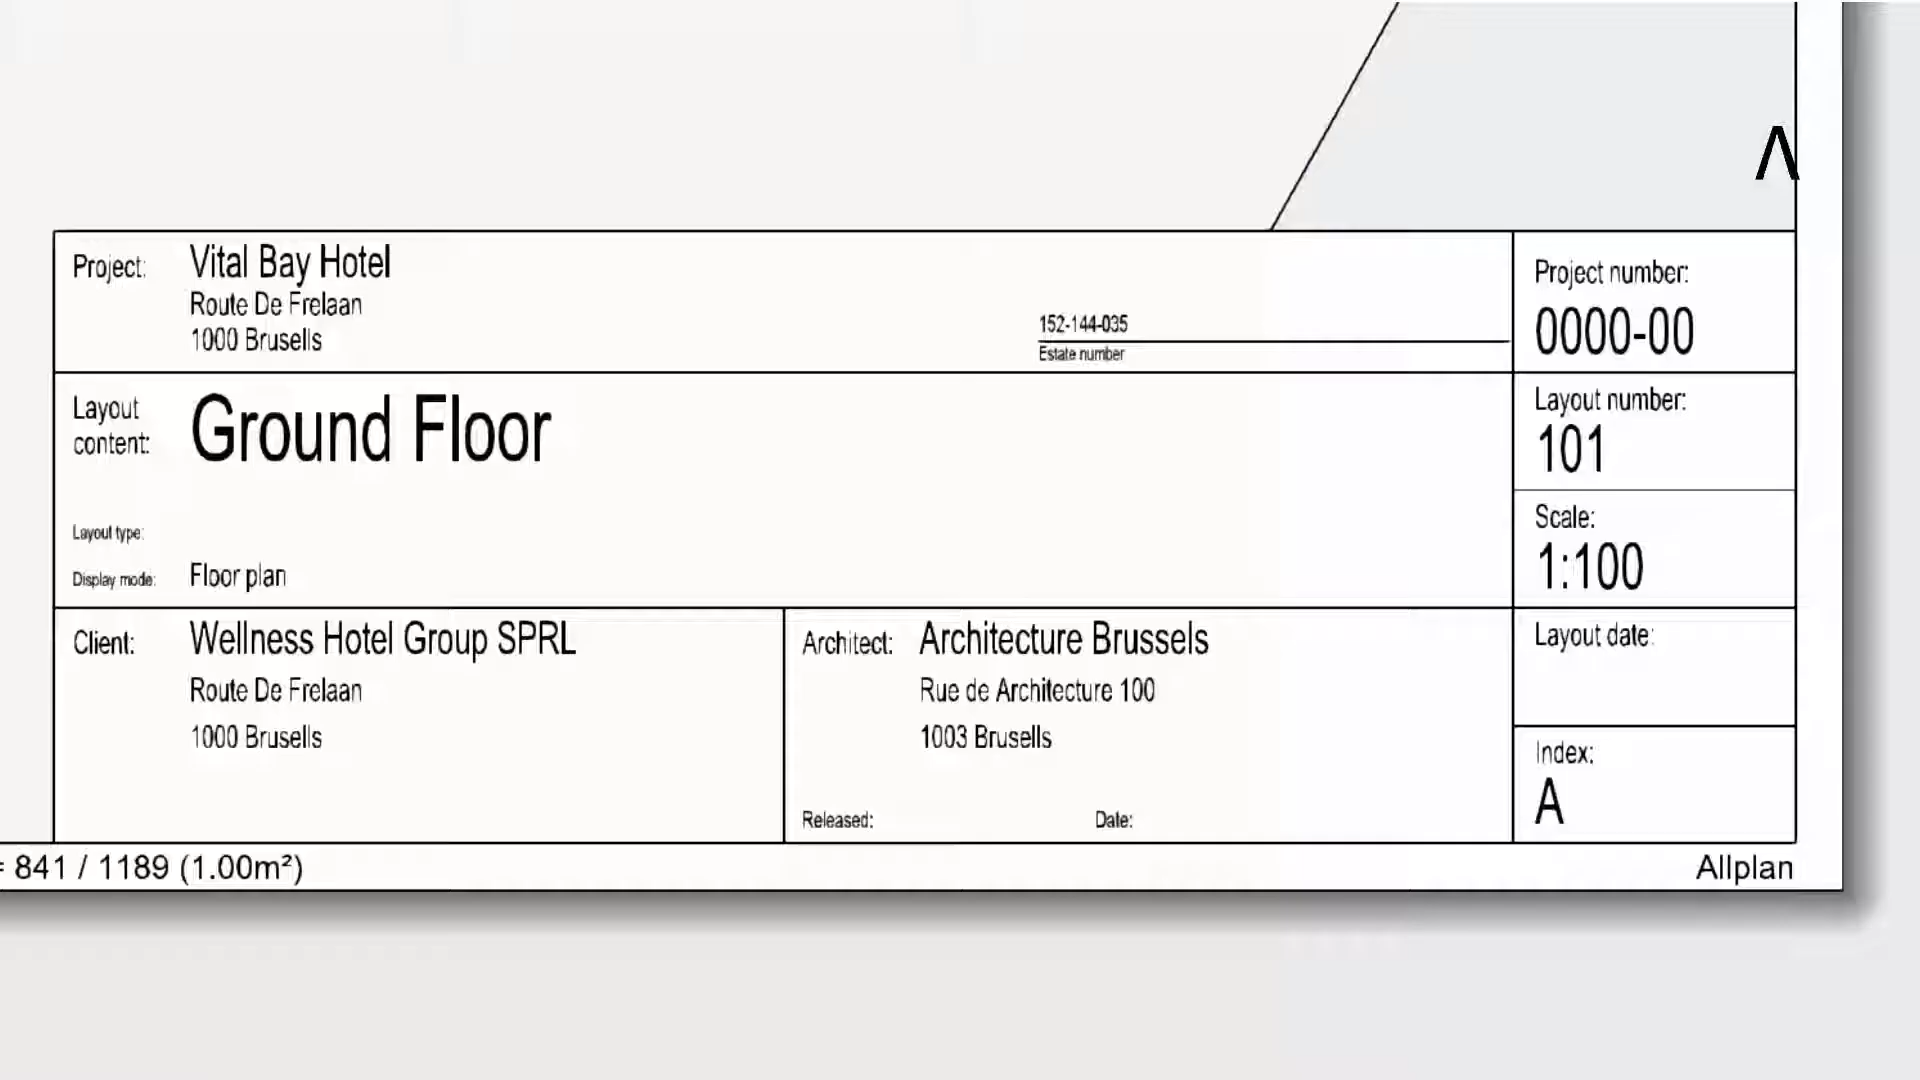 Λ
Project:
Vital Bay Hotel
Route De Frelaan
1000 Brusells
152-144-035
Estate number
Project number:
0000-00
Layout
content:
Ground Floor
Layout number:
101
Layout type:
Display mode:
Floor plan
Scale:
1:100
Client:
Wellness Hotel Group SPRL
Route De Frelaan
1000 Brusells
Architect:
Architecture Brussels
Rue de Architecture 100
1003 Brusells
Released:
Date:
Layout date:
Index:
A
= 841 / 1189 (1.00m²)
Allplan